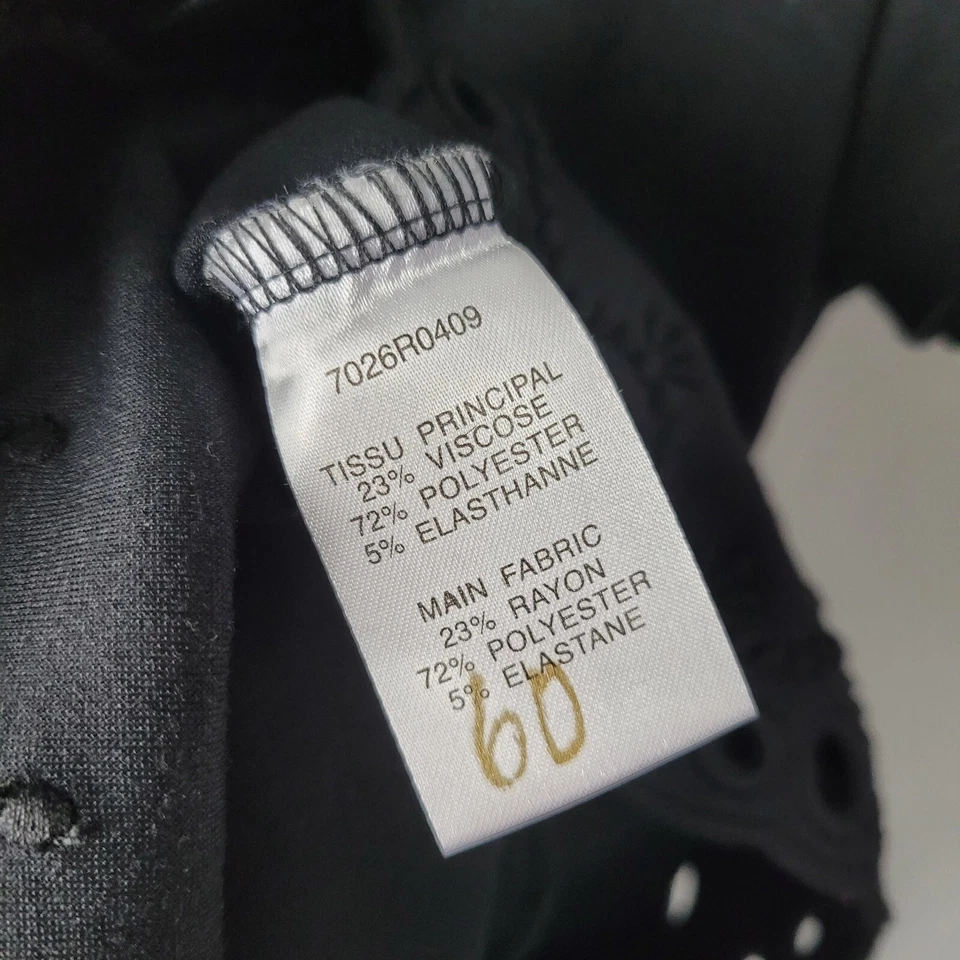 7026R0409
TISSU PRINCIPAL
23% VISCOSE
72% POLYESTER
5% ELASTHANNE
MAIN FABRIC
23% RAYON
72% POLYESTER
5% ELASTANE
60